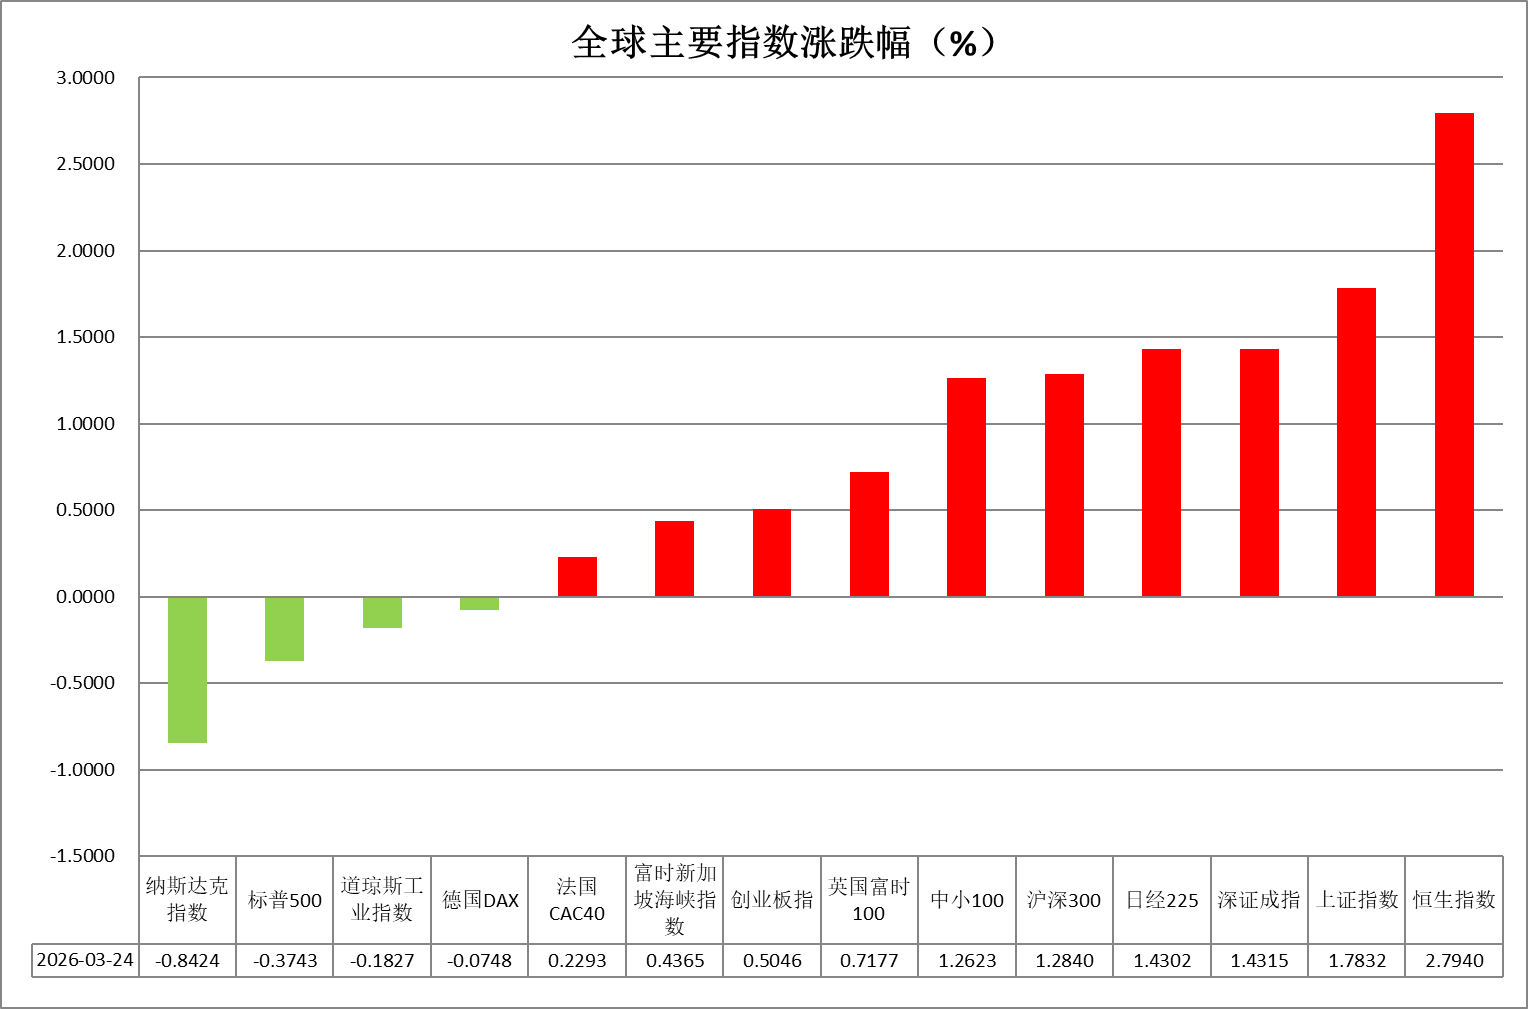 全球主要指数涨跌幅（%）
3.0000
2.5000
2.0000
1.5000
1.0000
0.5000
0.0000
-0.5000
-1.0000
-1.5000
纳斯达克
指数
标普500
道琼斯工
业指数
德国DAX
法国
CAC40
富时新加
坡海峡指
数
创业板指
英国富时
100
中小100
沪深300
日经225
深证成指
上证指数
恒生指数
2026-03-24 -0.8424 -0.3743 -0.1827 -0.0748 0.2293 0.4365 0.5046 0.7177 1.2623 1.2840 1.4302 1.4315 1.7832 2.7940